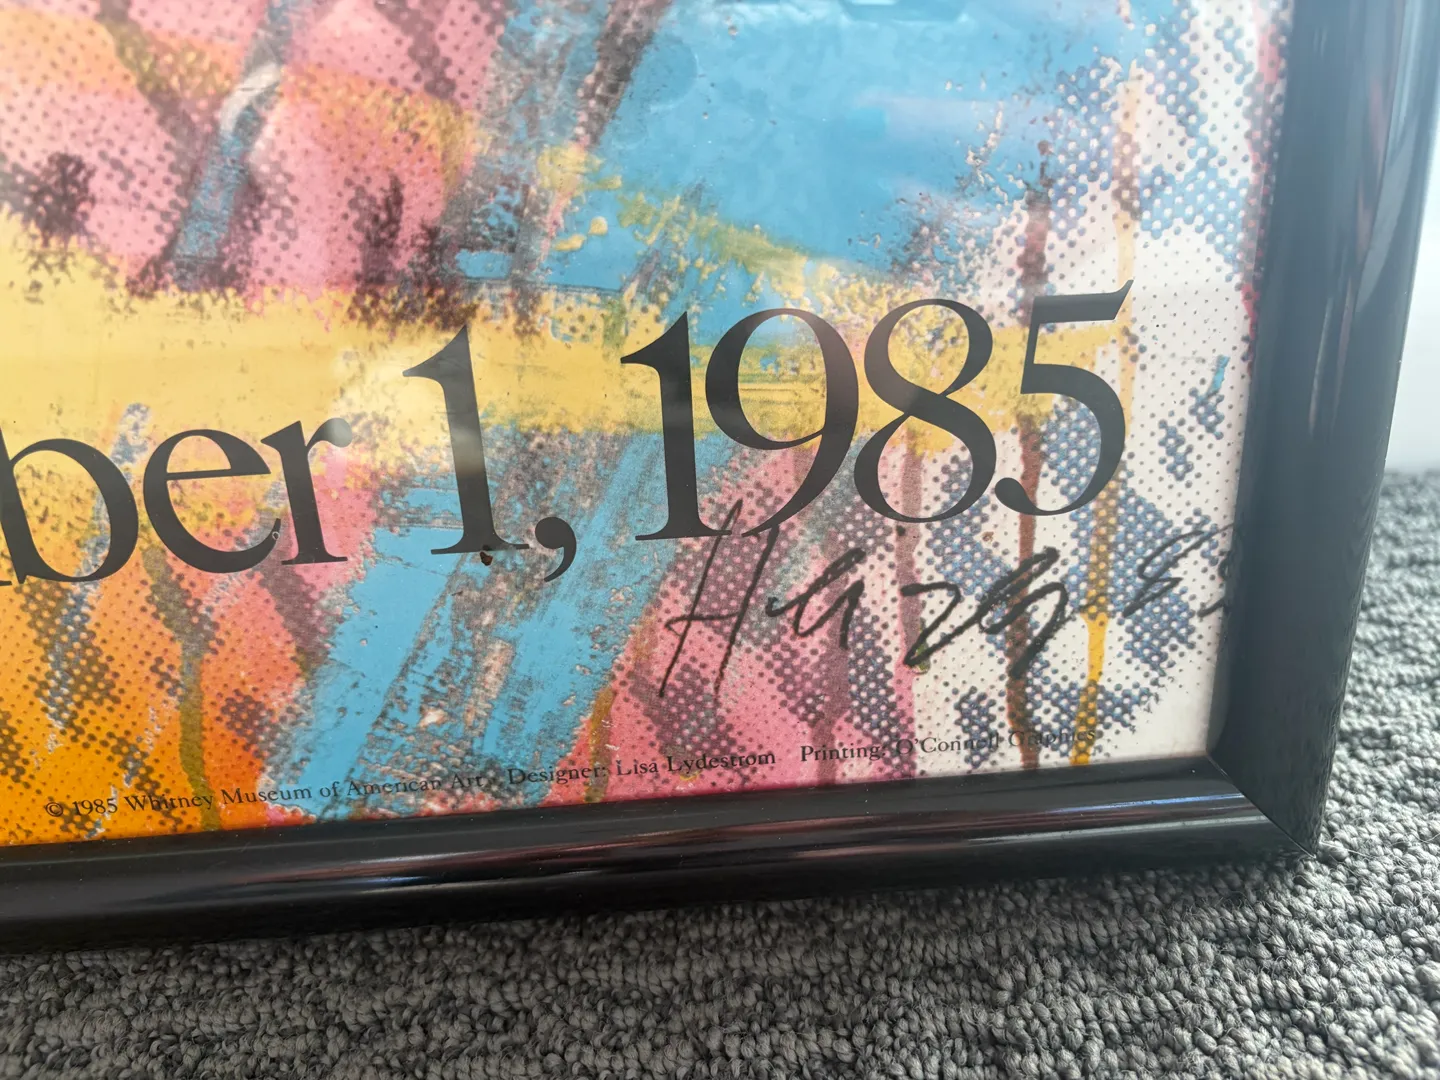 ber 1, 1985
© 1985 Whitney Museum of American Art Designer: Lisa Lydestrom Printing: O'Connell Graphics